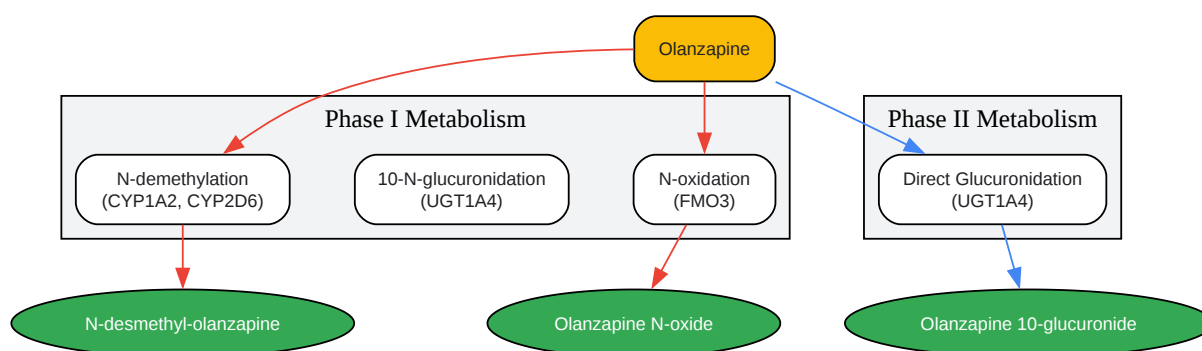 Olanzapine
Phase I Metabolism
Phase II Metabolism
N-demethylation
(CYP1A2, CYP2D6)
10-N-glucuronidation
(UGT1A4)
N-oxidation
(FMO3)
Direct Glucuronidation
(UGT1A4)
N-desmethyl-olanzapine
Olanzapine N-oxide
Olanzapine 10-glucuronide